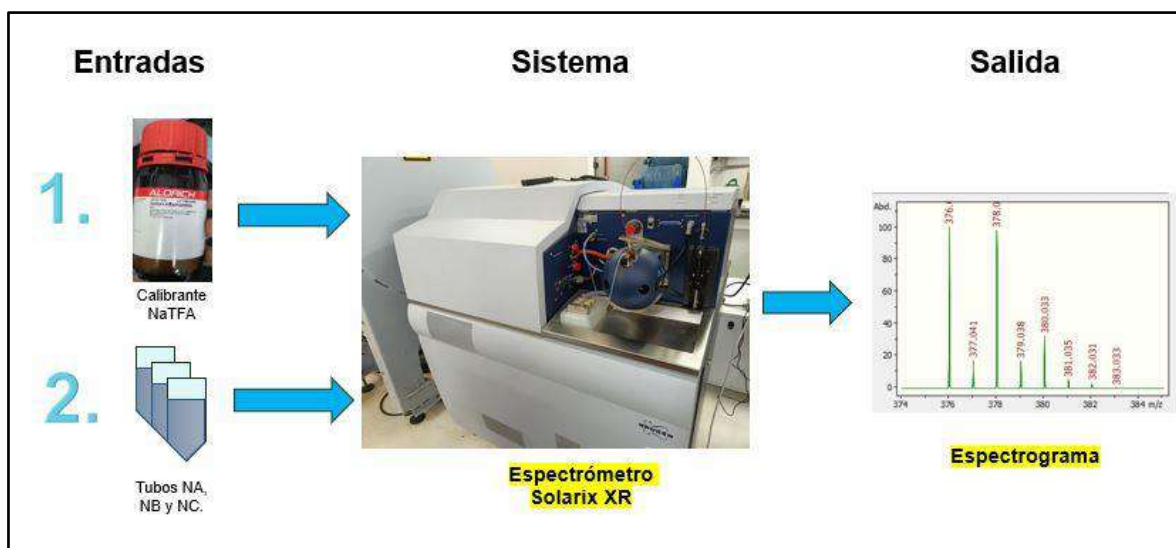 Entradas
Sistema
Salida
1.
ALDRICH
Calibrante
NaTFA
2.
Tubos NA,
NB y NC.
BRUKER
Espectrómetro
Solarix XR
Abd.
100
80
60
40
20
0
377.041
379.038
380.033
381.035
382.031
383.033
374
376
378
380
382
384 m/z
Espectrograma